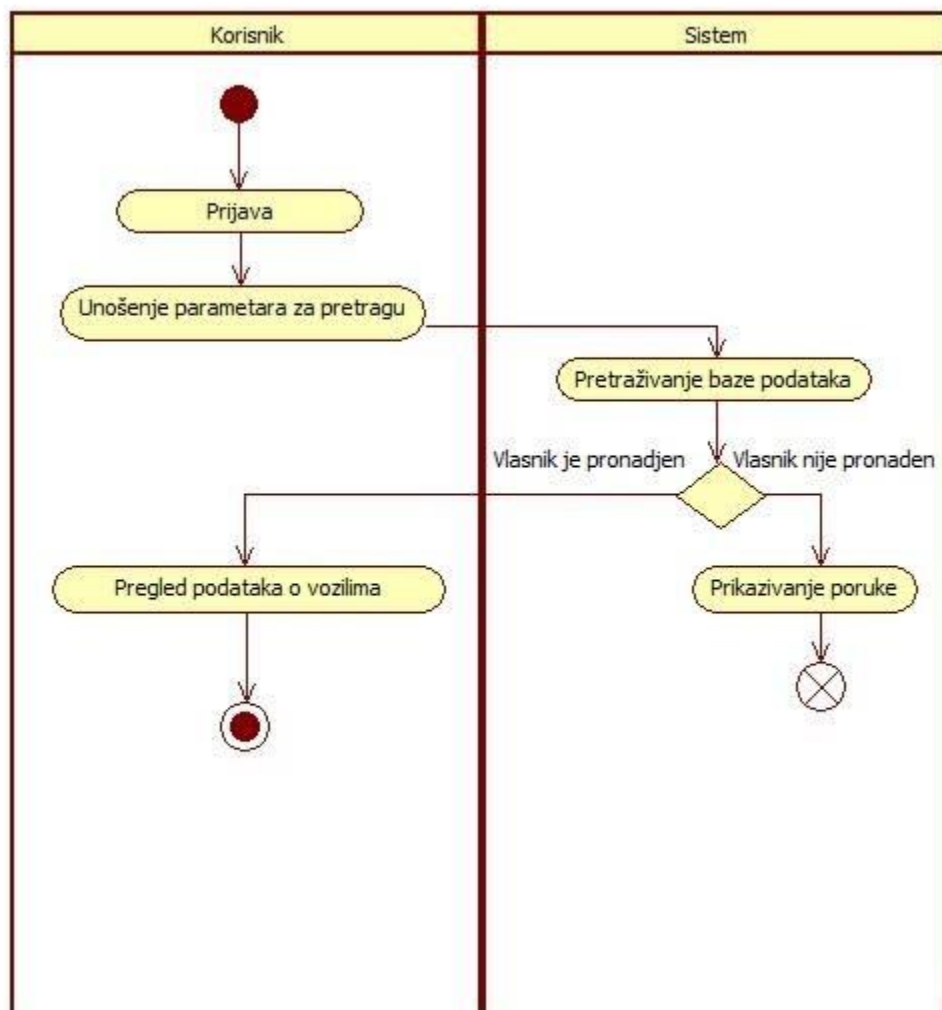 Korisnik
Sistem
Prijava
Unošenje parametara za pretragu
Pretraživanje baze podataka
Vlasnik je pronadjen
Vlasnik nije pronaden
Pregled podataka o vozilima
Prikazivanje poruke